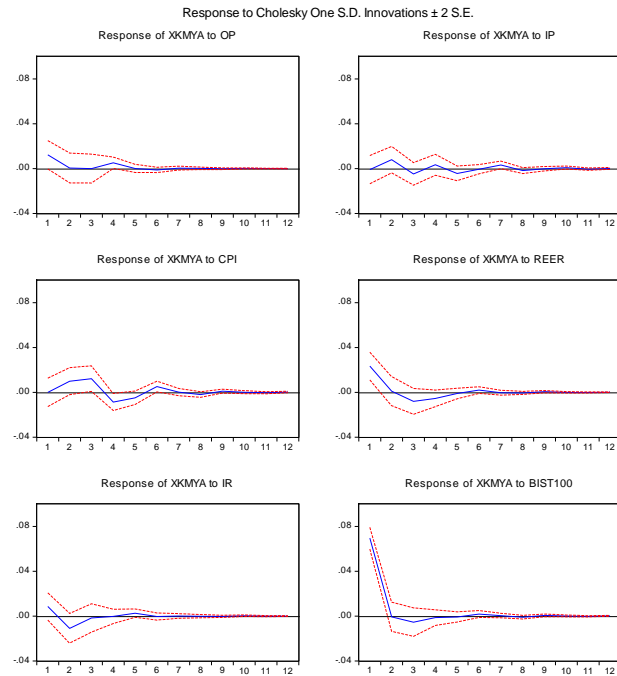 Response to Cholesky One S.D. Innovations ± 2 S.E.
Response of XKMYA to OP
.08
.04
.00
-.04
1 2 3 4 5 6 7 8 9 10 11 12
Response of XKMYA to IP
.08
.04
.00
-.04
1 2 3 4 5 6 7 8 9 10 11 12
Response of XKMYA to CPI
.08
.04
.00
-.04
1 2 3 4 5 6 7 8 9 10 11 12
Response of XKMYA to REER
.08
.04
.00
-.04
1 2 3 4 5 6 7 8 9 10 11 12
Response of XKMYA to IR
.08
.04
.00
-.04
1 2 3 4 5 6 7 8 9 10 11 12
Response of XKMYA to BIST100
.08
.04
.00
-.04
1 2 3 4 5 6 7 8 9 10 11 12